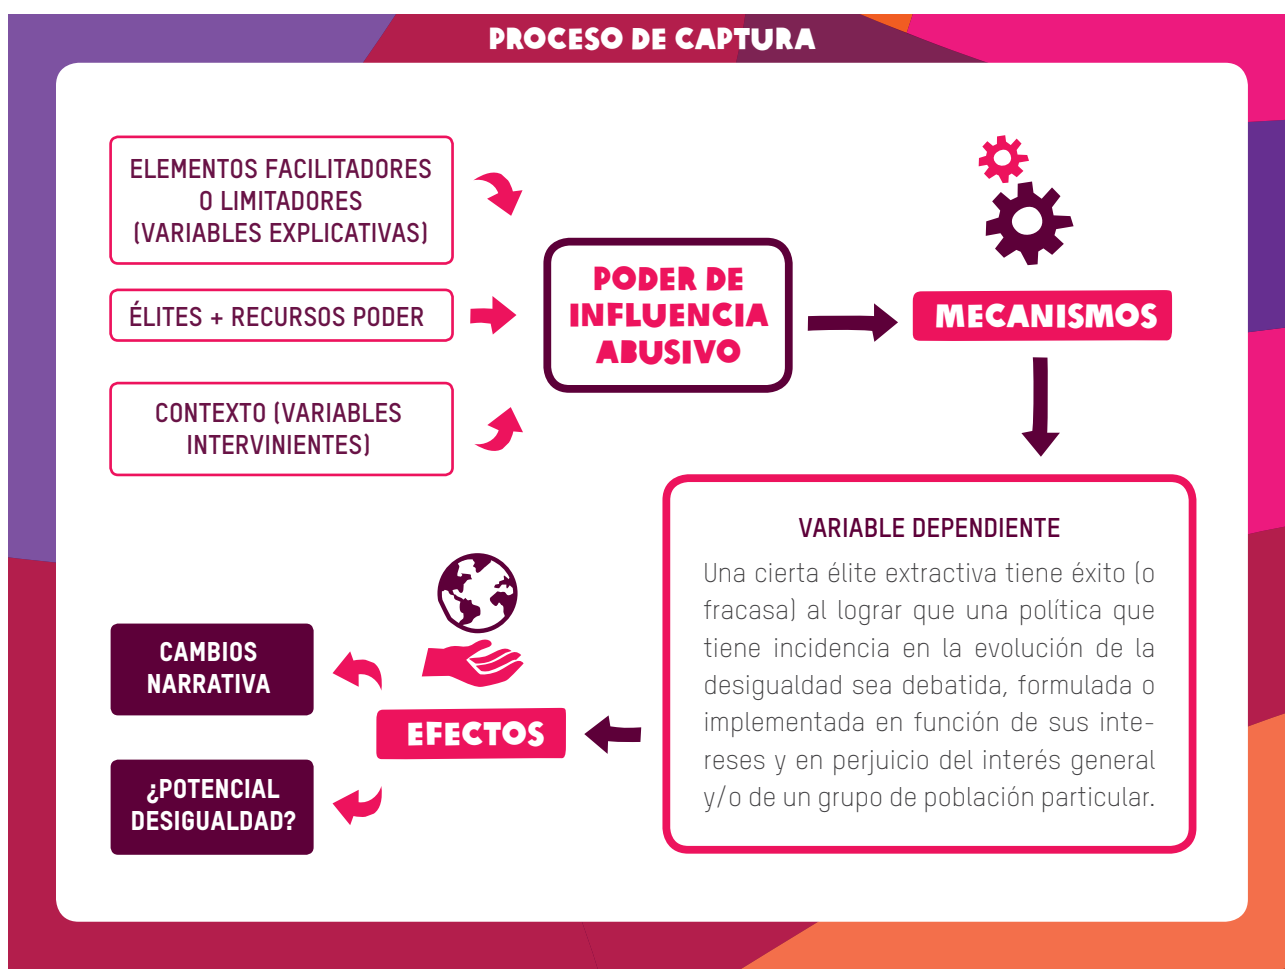 PROCESO DE CAPTURA
ELEMENTOS FACILITADORES
O LIMITADORES
(VARIABLES EXPLICATIVAS)
ÉLITES + RECURSOS PODER
CONTEXTO (VARIABLES
INTERVINIENTES)
PODER DE
INFLUENCIA
ABUSIVO
MECANISMOS
VARIABLE DEPENDIENTE
Una cierta élite extractiva tiene éxito (o
fracasa) al lograr que una política que
tiene incidencia en la evolución de la
desigualdad sea debatida, formulada o
implementada en función de sus inte-
reses y en perjuicio del interés general
y/o de un grupo de población particular.
EFECTOS
CAMBIOS
NARRATIVA
¿POTENCIAL
DESIGUALDAD?